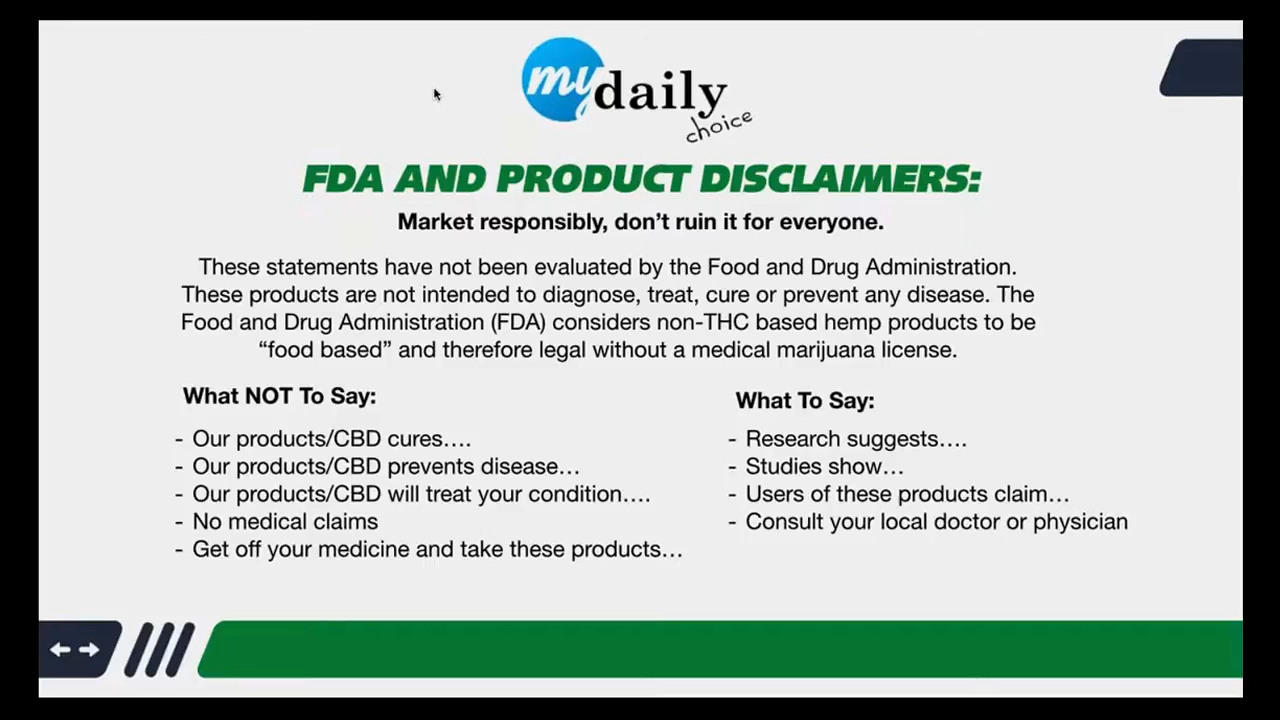 my daily
choice
FDA AND PRODUCT DISCLAIMERS:
Market responsibly, don’t ruin it for everyone.
These statements have not been evaluated by the Food and Drug Administration.
These products are not intended to diagnose, treat, cure or prevent any disease. The
Food and Drug Administration (FDA) considers non-THC based hemp products to be
“food based” and therefore legal without a medical marijuana license.
What NOT To Say:
- Our products/CBD cures….
- Our products/CBD prevents disease…
- Our products/CBD will treat your condition….
- No medical claims
- Get off your medicine and take these products…
What To Say:
- Research suggests….
- Studies show…
- Users of these products claim…
- Consult your local doctor or physician